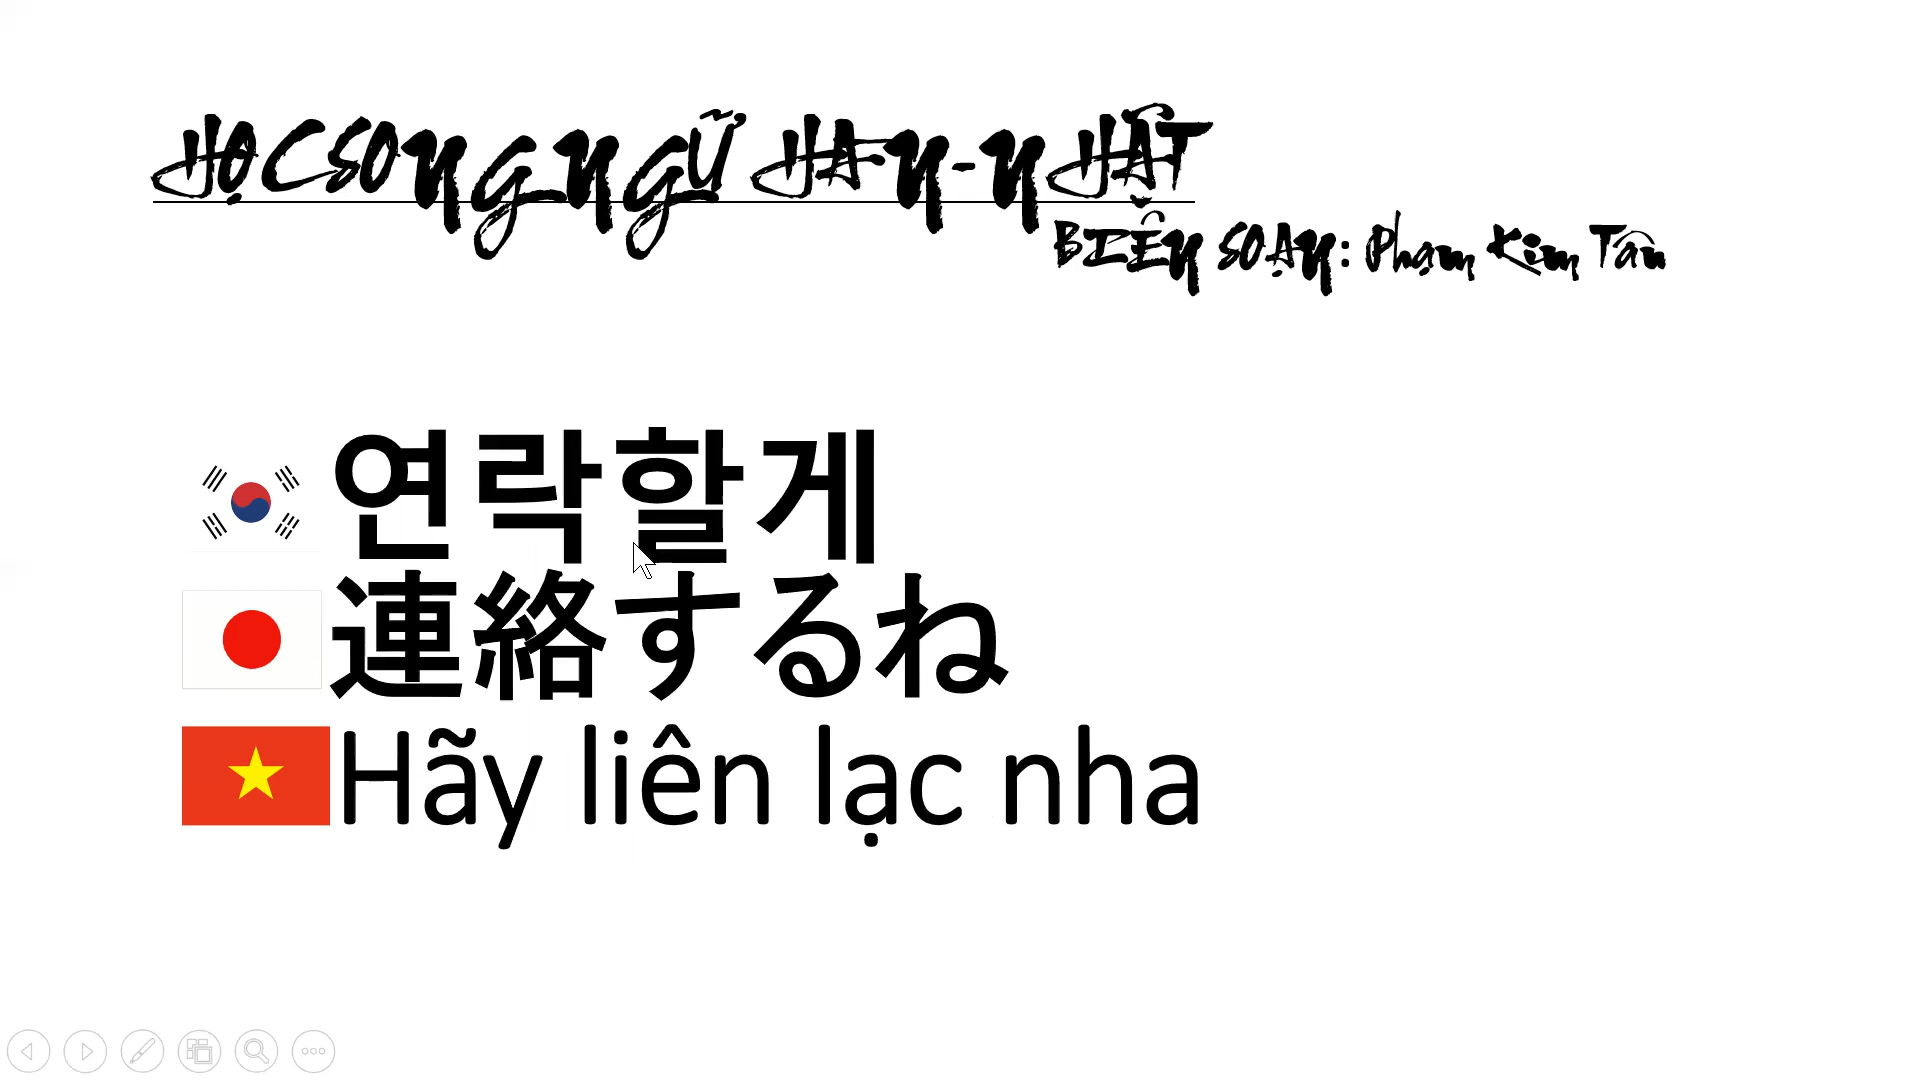 HỌC SONG NGỮ HÀN-NHẬT
BIÊN SOẠN: Phạm Kim Tân
연락할게
連絡するね
Hãy liên lạc nha